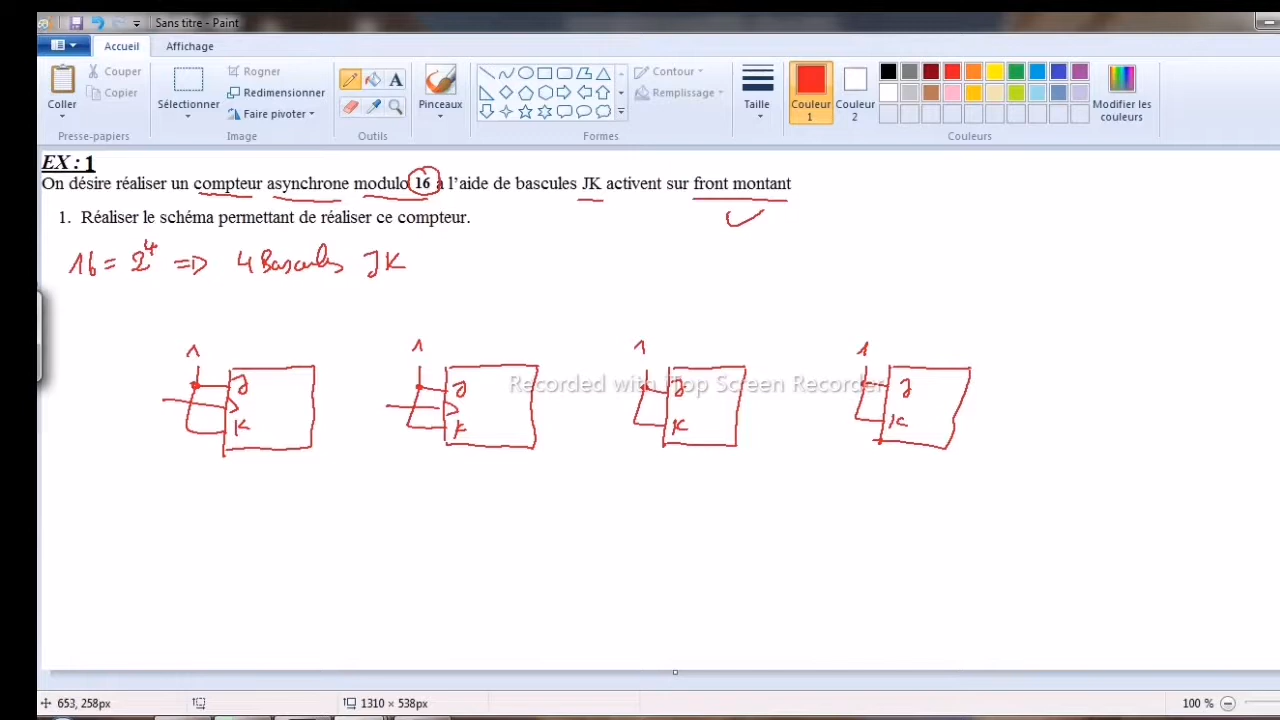 Sans titre - Paint
Accueil Affichage
Coller
Couper
Copier
Presse-papiers
Sélectionner
Rogner
Redimensionner
Faire pivoter
Image
A
Outils
Pinceaux
Contour
Remplissage
Formes
Taille
Couleur 1
Couleur 2
Modifier les couleurs
Couleurs
EX : 1
On désire réaliser un compteur asynchrone modulo 16 à l'aide de bascules JK activent sur front montant
1. Réaliser le schéma permettant de réaliser ce compteur.
16 = 2^4 => 4 Bascules JK
1 1 1 1
J J J J
K K K K
Recorded with iTop Screen Recorder
653, 258px
1310 × 538px
100 %